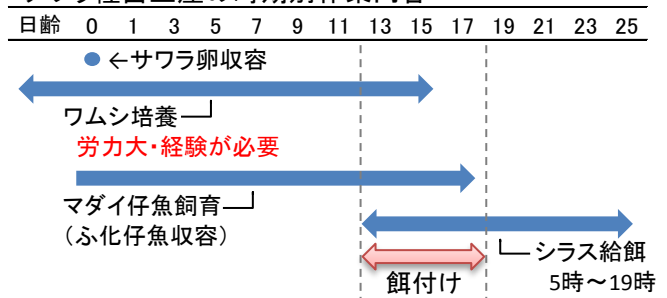 日齢 0 1 3 5 7 9 11 13 15 17 19 21 23 25
●←サワラ卵収容
ワムシ培養
労力大・経験が必要
マダイ仔魚飼育
(ふ化仔魚収容)
シラス給餌
餌付け
5時～19時